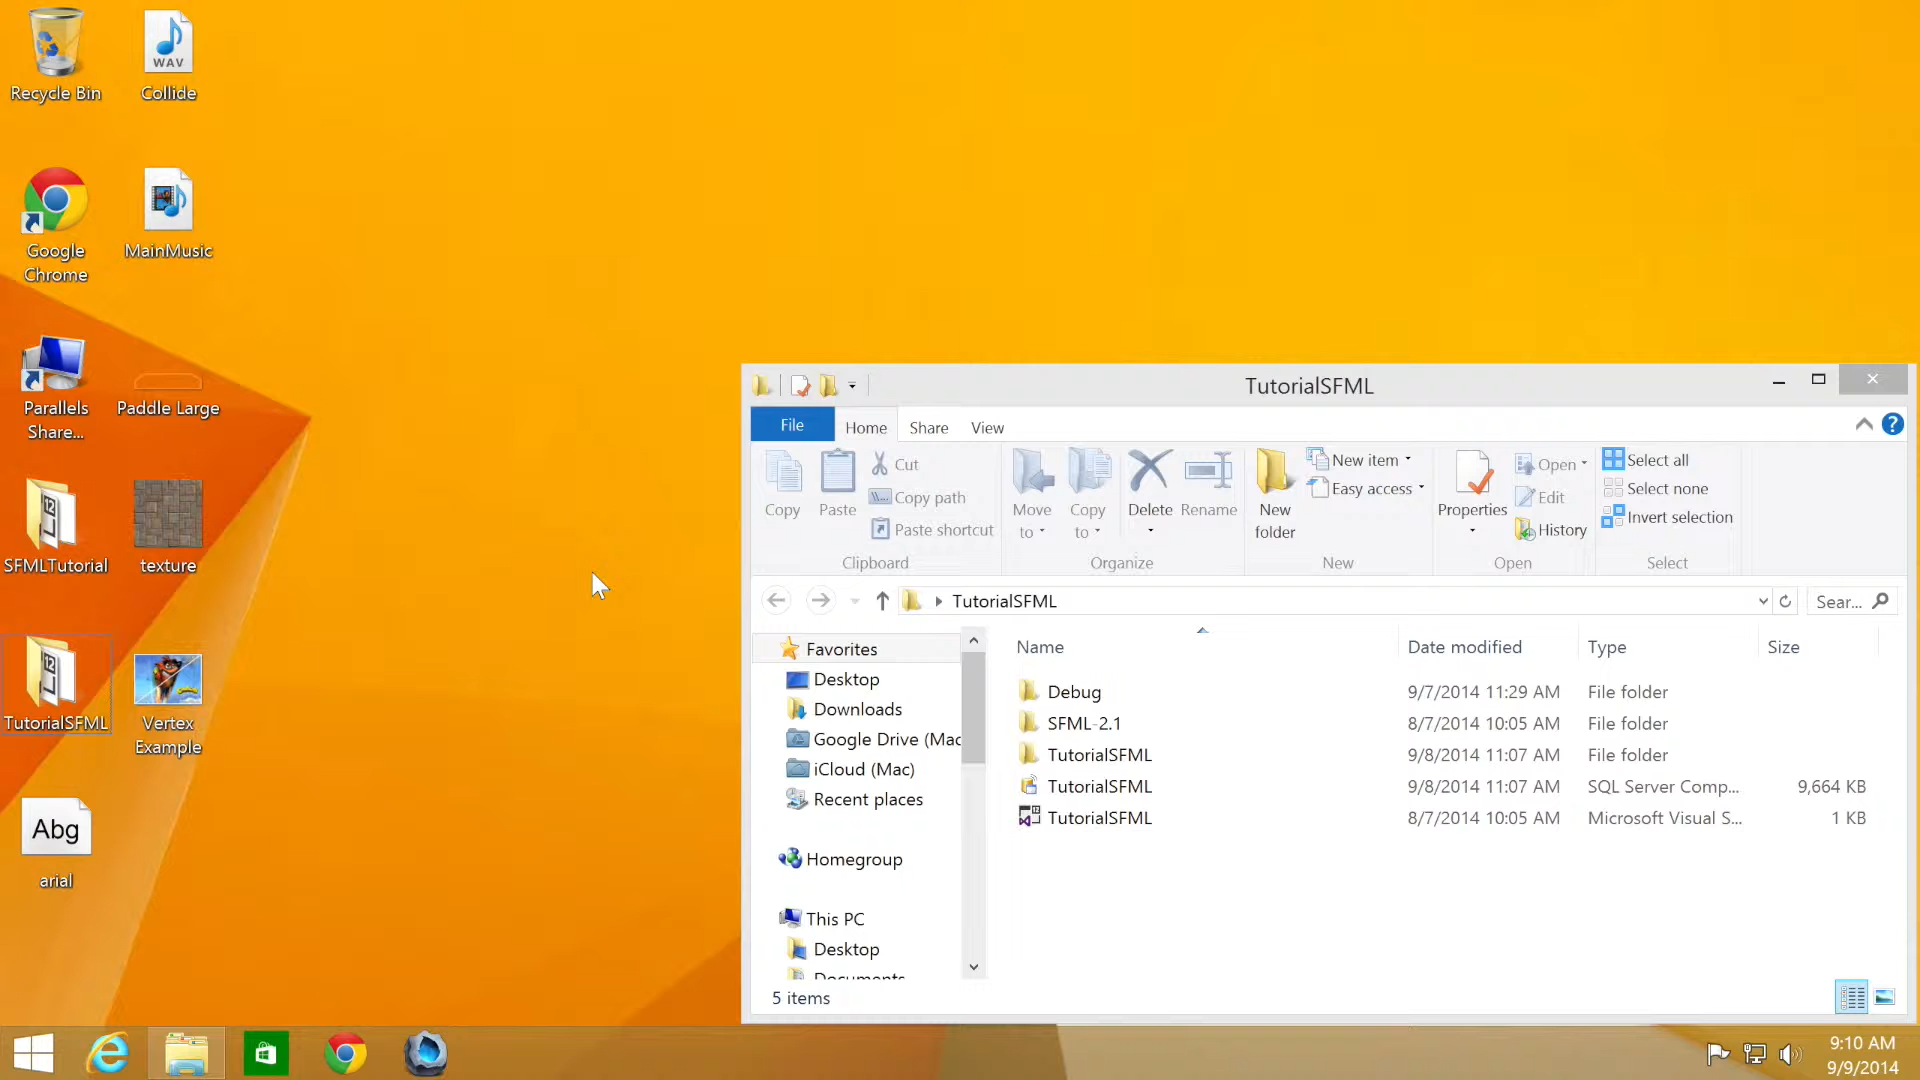 Recycle Bin
WAV
Collide
Google
Chrome
MainMusic
Parallels
Share...
Paddle Large
SFMLTutorial
texture
TutorialSFML
Vertex
Example
Abg
arial
TutorialSFML
File
Home
Share
View
Copy
Paste
Cut
Copy path
Paste shortcut
Clipboard
Move
to
Copy
to
Delete
Rename
Organize
New
folder
New item
Easy access
New
Properties
Open
Edit
History
Open
Select all
Select none
Invert selection
Select
TutorialSFML
Sear...
Favorites
Desktop
Downloads
Google Drive (Mac
iCloud (Mac)
Recent places
Homegroup
This PC
Desktop
Documents
Name Date modified Type Size
Debug 9/7/2014 11:29 AM File folder
SFML-2.1 8/7/2014 10:05 AM File folder
TutorialSFML 9/8/2014 11:07 AM File folder
TutorialSFML 9/8/2014 11:07 AM SQL Server Comp... 9,664 KB
TutorialSFML 8/7/2014 10:05 AM Microsoft Visual S... 1 KB
5 items
9:10 AM
9/9/2014